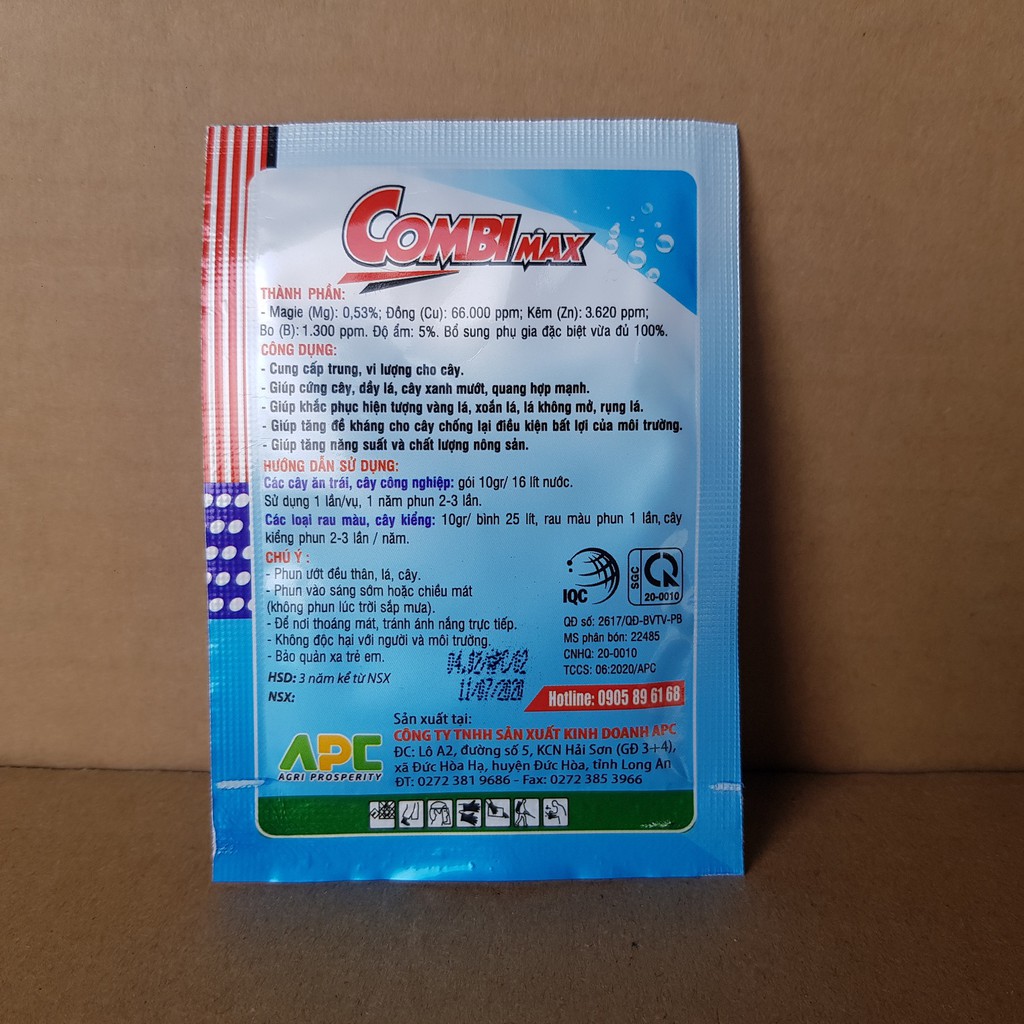 COMBI MAX
THÀNH PHẦN:
- Magie (Mg): 0,53%; Đồng (Cu): 66.000 ppm; Kẽm (Zn): 3.620 ppm;
Bo (B): 1.300 ppm. Độ ẩm: 5%. Bổ sung phụ gia đặc biệt vừa đủ 100%.
CÔNG DỤNG:
- Cung cấp trung, vi lượng cho cây.
- Giúp cứng cây, dầy lá, cây xanh mướt, quang hợp mạnh.
- Giúp khắc phục hiện tượng vàng lá, xoắn lá, lá không mở, rụng lá.
- Giúp tăng đề kháng cho cây chống lại điều kiện bất lợi của môi trường.
- Giúp tăng năng suất và chất lượng nông sản.
HƯỚNG DẪN SỬ DỤNG:
Các cây ăn trái, cây công nghiệp: gói 10gr/ 16 lít nước.
Sử dụng 1 lần/vụ, 1 năm phun 2-3 lần.
Các loại rau màu, cây kiểng: 10gr/ bình 25 lít, rau màu phun 1 lần, cây
kiểng phun 2-3 lần / năm.
CHÚ Ý :
- Phun ướt đều thân, lá, cây.
- Phun vào sáng sớm hoặc chiều mát
(không phun lúc trời sắp mưa).
- Để nơi thoáng mát, tránh ánh nắng trực tiếp.
- Không độc hại với người và môi trường.
- Bảo quản xa trẻ em.
HSD: 3 năm kể từ NSX
NSX:
11/07/2020
IQC
SGC
20-0010
QĐ số: 2617/QĐ-BVTV-PB
MS phân bón: 22485
CNHQ: 20-0010
TCCS: 06:2020/APC
Hotline: 0905 89 61 68
APC
AGRI PROSPERITY
Sản xuất tại:
CÔNG TY TNHH SẢN XUẤT KINH DOANH APC
ĐC: Lô A2, đường số 5, KCN Hải Sơn (GĐ 3+4),
xã Đức Hòa Hạ, huyện Đức Hòa, tỉnh Long An
ĐT: 0272 381 9686 - Fax: 0272 385 3966